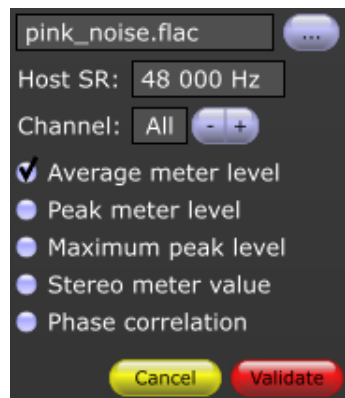 pink_noise.flac ...
Host SR: 48 000 Hz
Channel: All - +
Average meter level
Peak meter level
Maximum peak level
Stereo meter value
Phase correlation
Cancel Validate